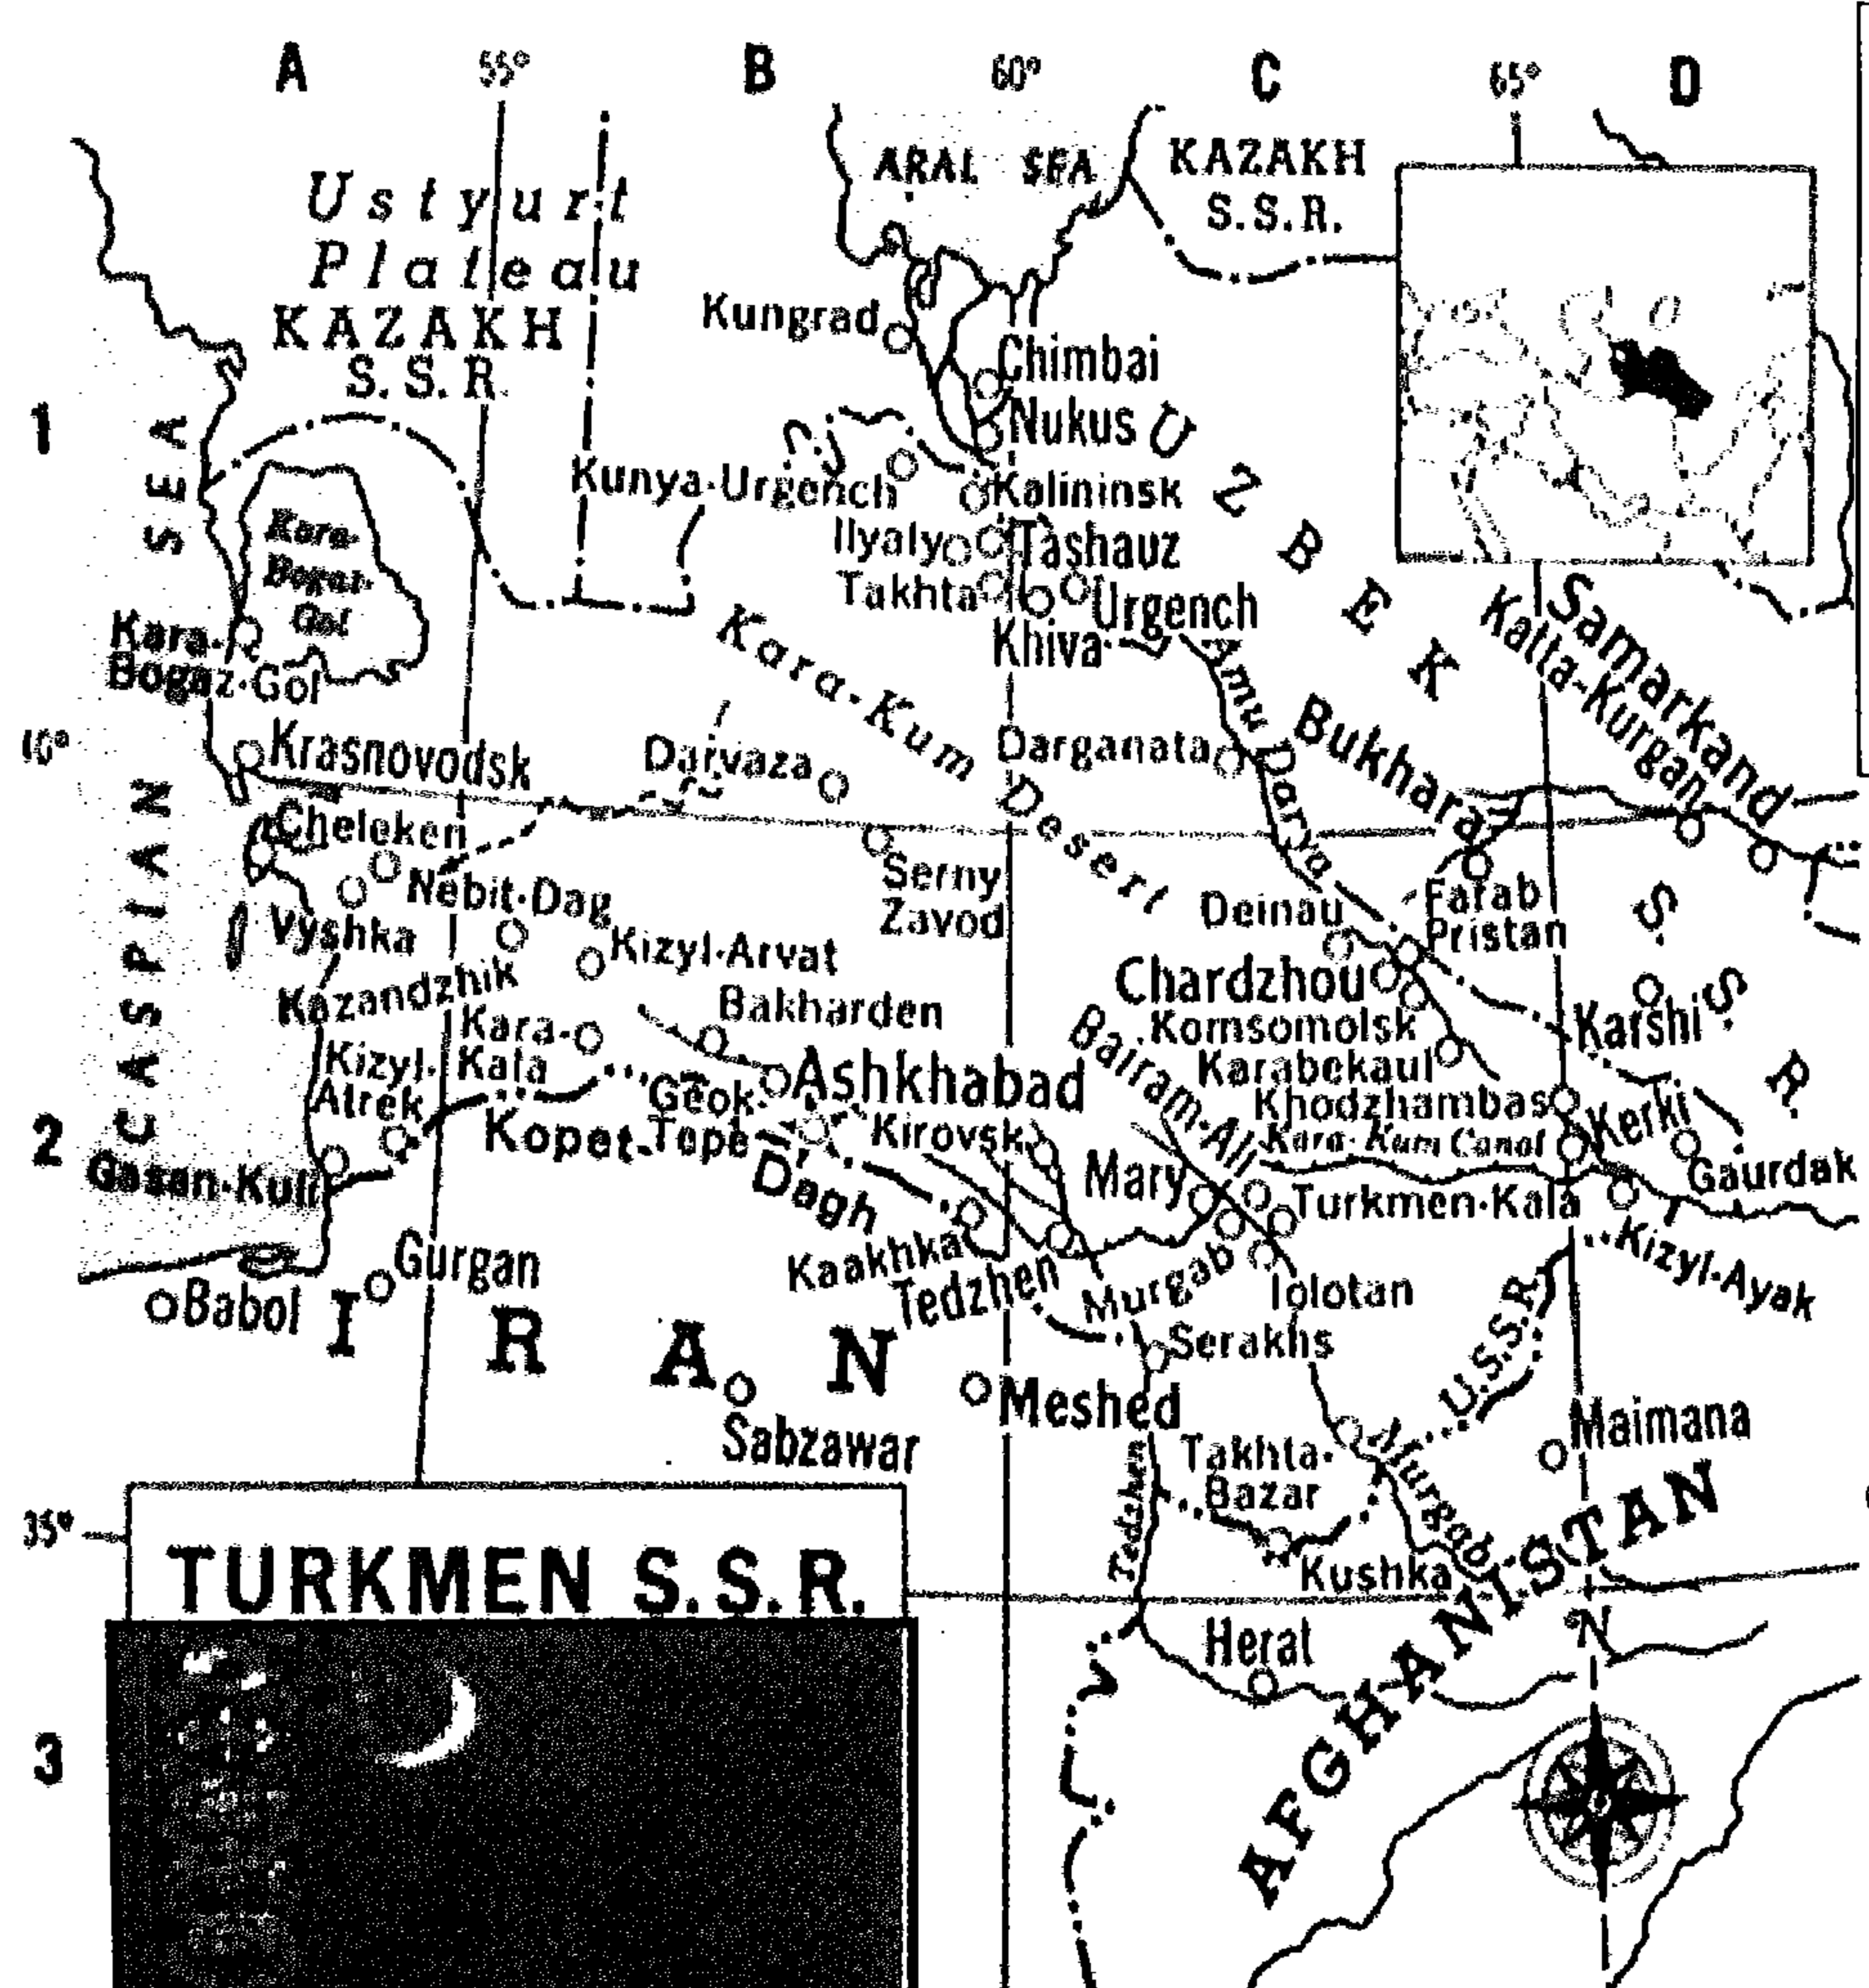 A 55° B 60° C 65° D
ARAL SEA
KAZAKH
S.S.R.
Ustyurt
Plateau
KAZAKH
S.S.R.
Kungrad
Chimbai
Nukus
1
UZBEK
S.S.R.
Kunya-Urgench
Kalininsk
Ilyaly
Tashauz
Takhta
Urgench
Khiva
Kara-
Bogaz-
Gol
Kara-
Bogaz-Gol
Samarkand
Katta-Kurgan
Kara-Kum Desert
Amu Darya
Bukhara
Krasnovodsk
Darvaza
Darganata
Cheleken
CASPIAN SEA
Nebit-Dag
Serny
Zavod
Vyshka
Kizyl-Arvat
Deinau
Farab
Pristan
Kazandzhik
Chardzhou
Bakharden
Komsomolsk
Karshi
Kara-
Kala
Kizyl-
Atrek
Bairam-Ali
Karabekaul
Ashkhabad
Geok-
Tepe
Khodzhambas
Kerki
2
Kopet-
Dagh
Kirovsk
Kara-Kum Canal
Gaurdak
Gasan-Kuli
Mary
Turkmen-Kala
Kaakhka
Tedzhen
Murgab
Iolotan
Kizyl-Ayak
Gurgan
Babol
IRAN
Serakhs
U.S.S.R.
Meshed
Sabzawar
Maimana
Takhta-
Bazar
Murgab
Tedzhen
35°
TURKMEN S.S.R.
Kushka
AFGHANISTAN
Herat
N
3